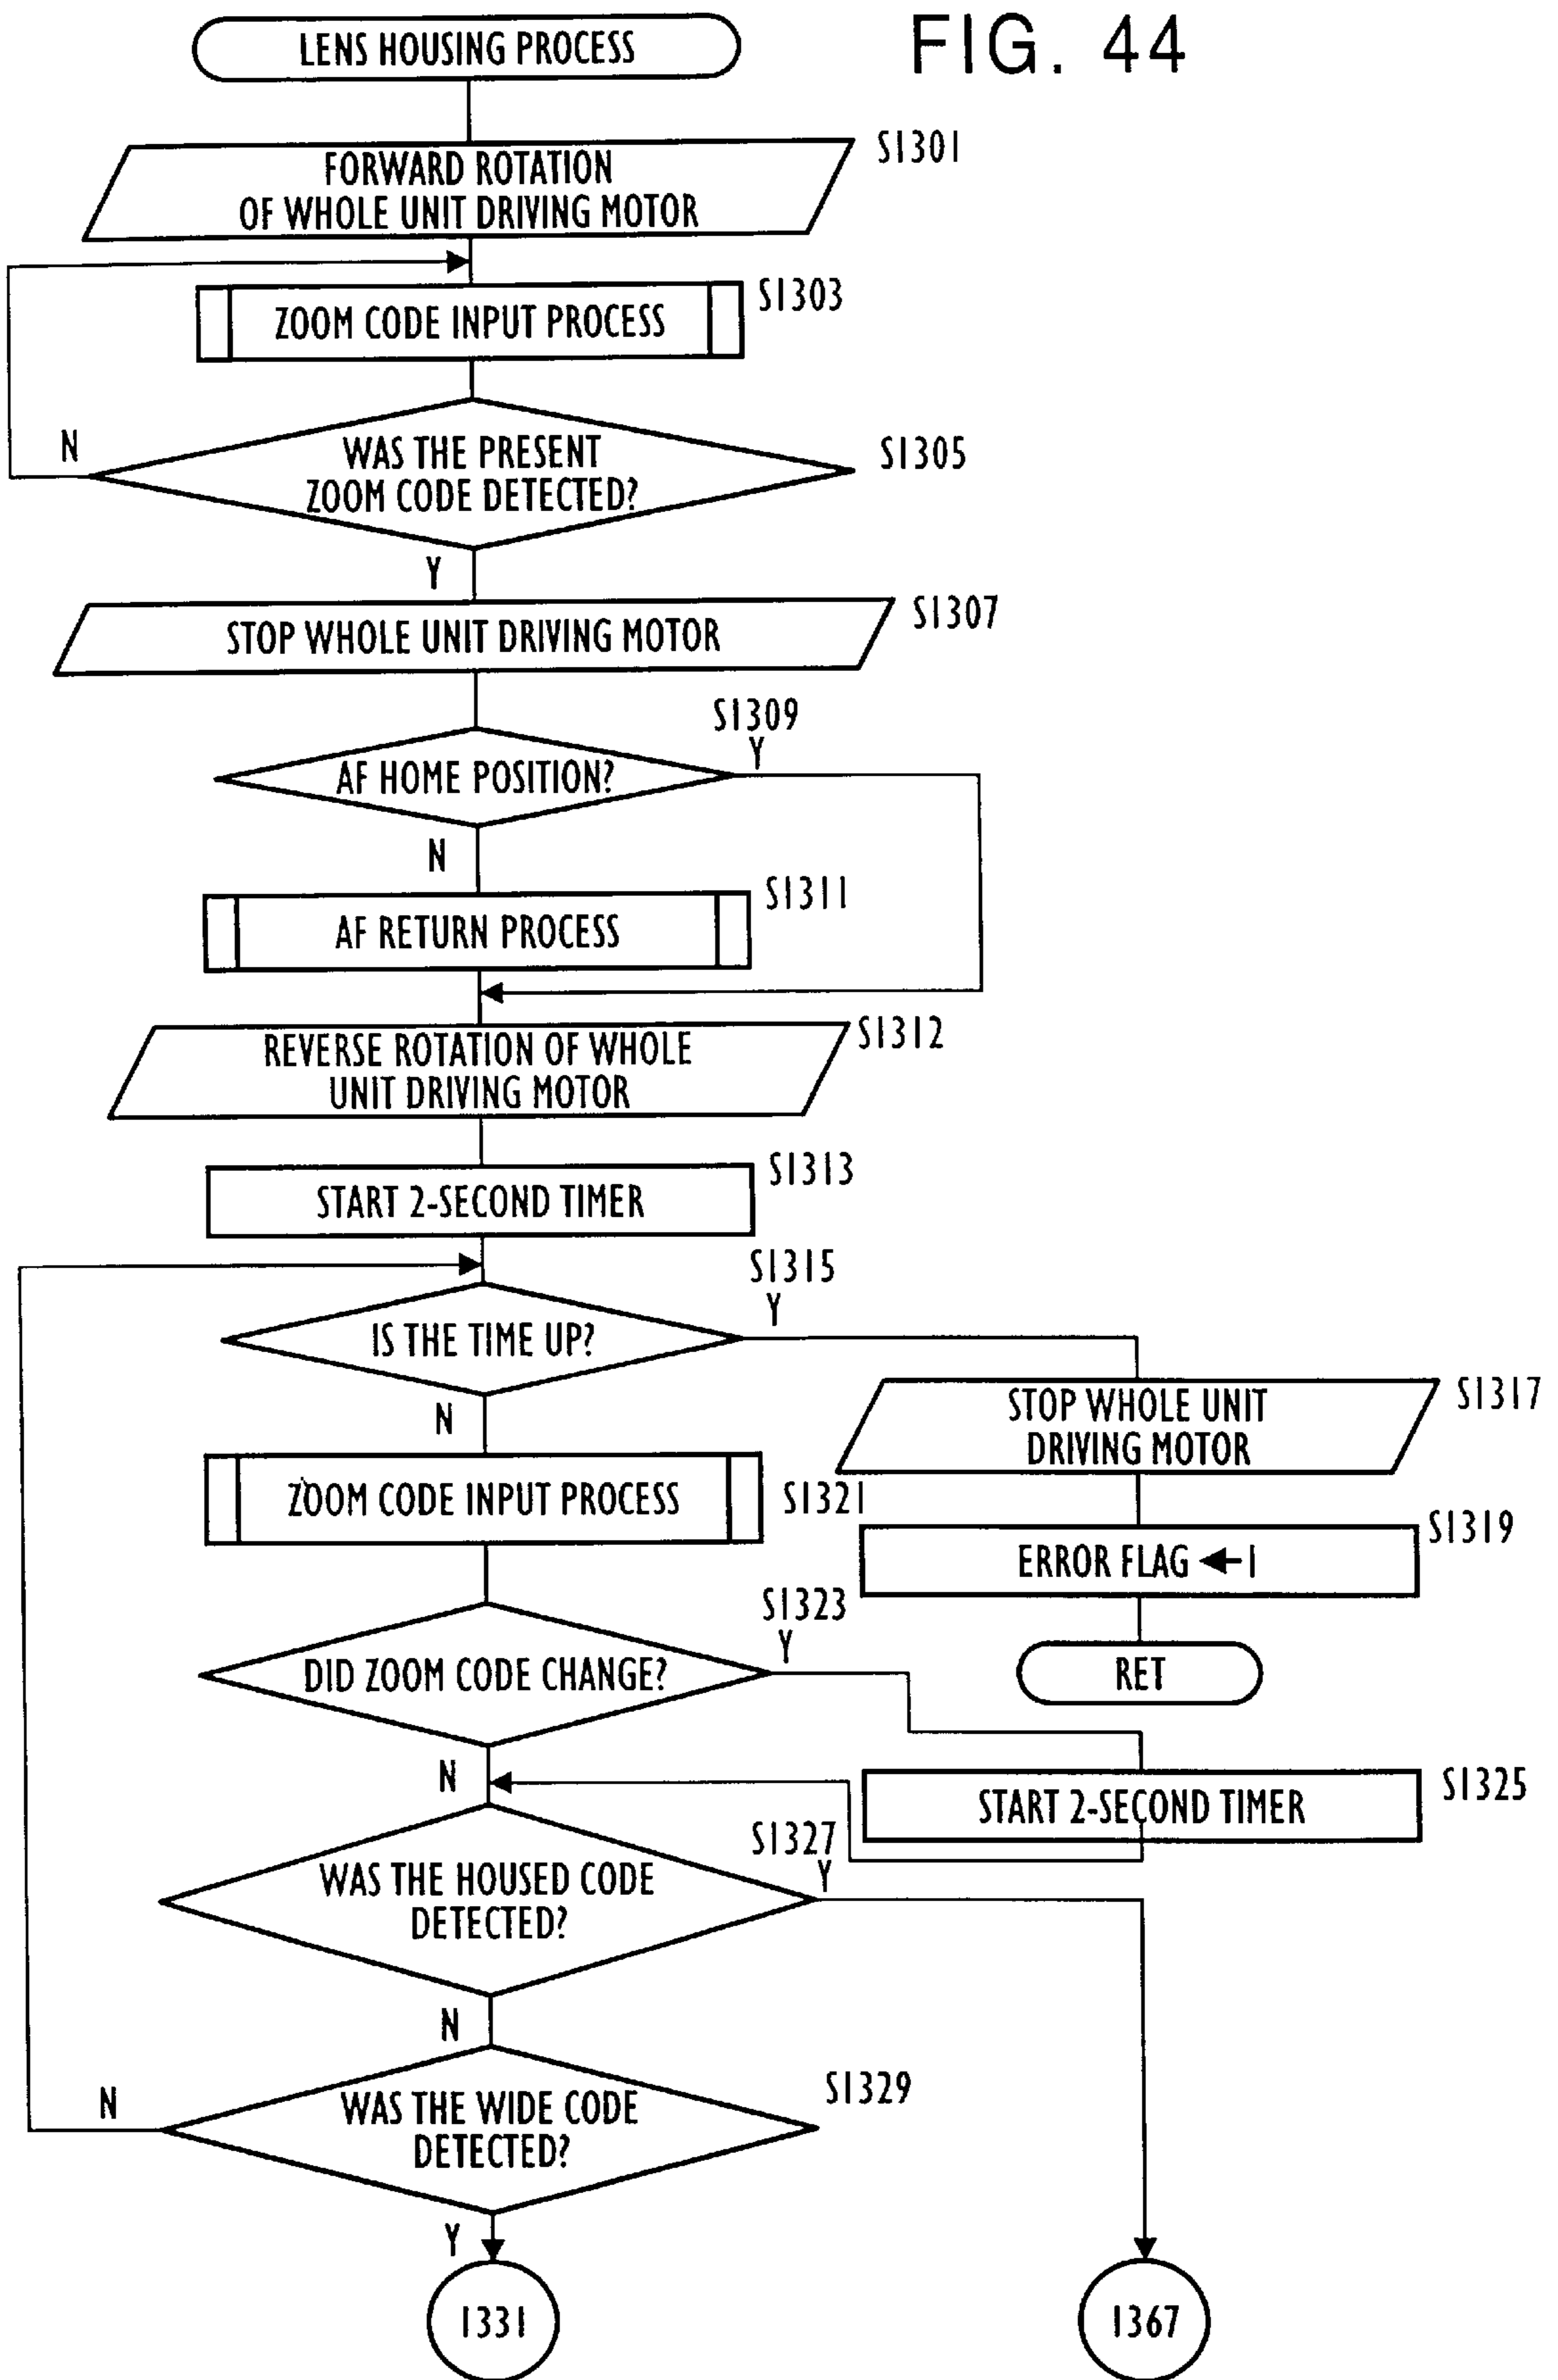 FIG. 44
LENS HOUSING PROCESS
S1301
FORWARD ROTATION
OF WHOLE UNIT DRIVING MOTOR
S1303
ZOOM CODE INPUT PROCESS
S1305
WAS THE PRESENT
ZOOM CODE DETECTED?
N
Y
S1307
STOP WHOLE UNIT DRIVING MOTOR
S1309
Y
AF HOME POSITION?
N
S1311
AF RETURN PROCESS
S1312
REVERSE ROTATION OF WHOLE
UNIT DRIVING MOTOR
S1313
START 2-SECOND TIMER
S1315
Y
IS THE TIME UP?
N
S1317
STOP WHOLE UNIT
DRIVING MOTOR
ZOOM CODE INPUT PROCESS
S1321
S1319
ERROR FLAG ←1
RET
S1323
Y
DID ZOOM CODE CHANGE?
N
S1325
START 2-SECOND TIMER
S1327
Y
WAS THE HOUSED CODE
DETECTED?
N
S1329
WAS THE WIDE CODE
DETECTED?
N
Y
1331
1367